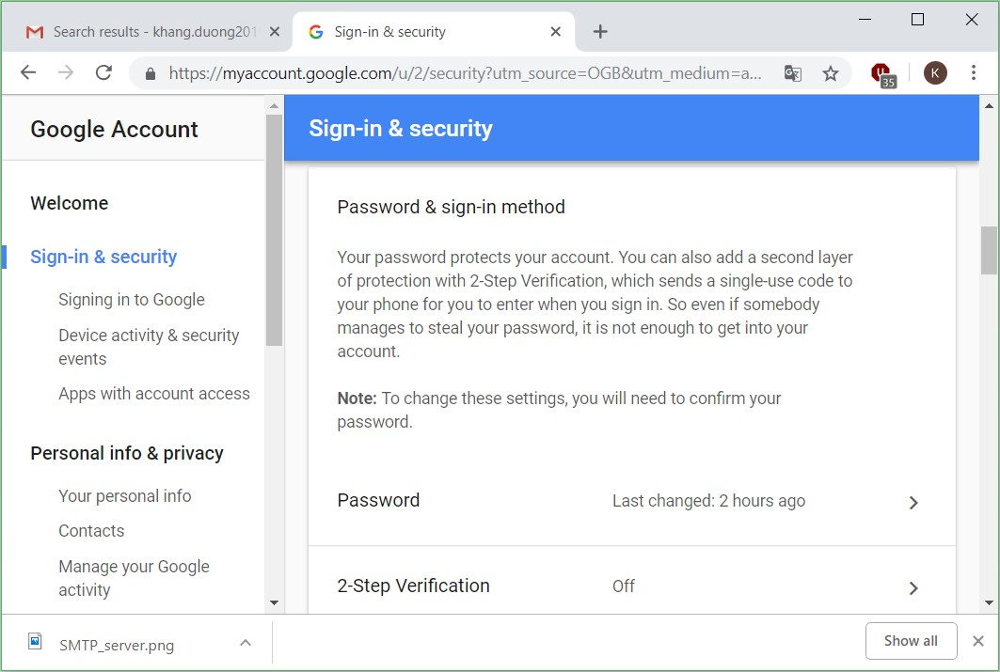 Search results - khang.duong201
Sign-in & security
https://myaccount.google.com/u/2/security?utm_source=OGB&utm_medium=a...
35
K
Google Account
Welcome
Sign-in & security
Signing in to Google
Device activity & security
events
Apps with account access
Personal info & privacy
Your personal info
Contacts
Manage your Google
activity
Sign-in & security
Password & sign-in method
Your password protects your account. You can also add a second layer
of protection with 2-Step Verification, which sends a single-use code to
your phone for you to enter when you sign in. So even if somebody
manages to steal your password, it is not enough to get into your
account.
Note: To change these settings, you will need to confirm your
password.
Password Last changed: 2 hours ago
2-Step Verification Off
SMTP_server.png
Show all